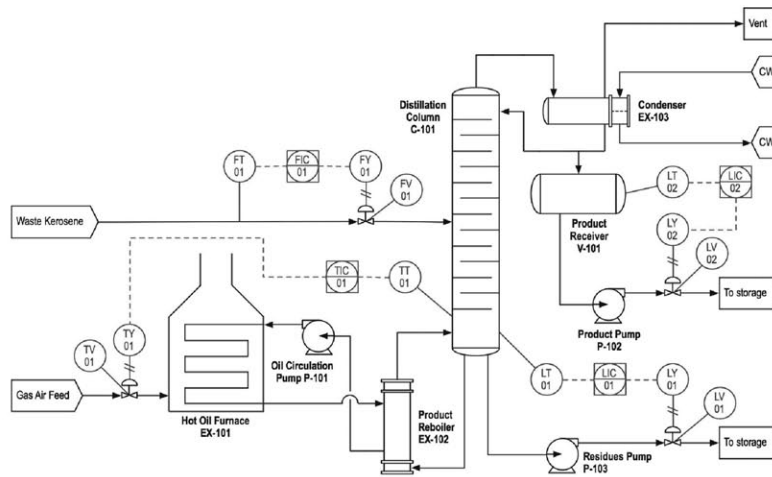 Vent
CW
Distillation
Column
C-101
Condenser
EX-103
CW
FT
01
FIC
01
FY
01
FV
01
LT
02
LIC
02
Waste Kerosene
Product
Receiver
V-101
LY
02
LV
02
TIC
01
TT
01
To storage
Product Pump
P-102
TV
01
TY
01
Oil Circulation
Pump P-101
LT
01
LIC
01
LY
01
LV
01
Gas Air Feed
Hot Oil Furnace
EX-101
Product
Reboiler
EX-102
To storage
Residues Pump
P-103